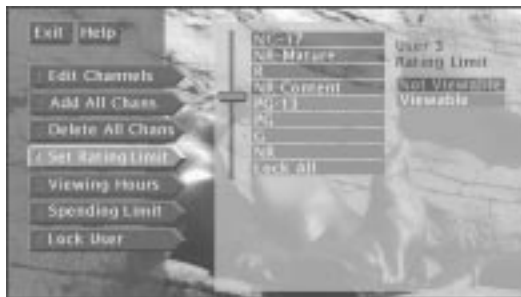 Exit Help
Edit Channels
Add All Chans
Delete All Chans
Set Rating Limit
Viewing Hours
Spending Limit
Lock User
NC-17
NR-Mature
R
NR Content
PG-13
PG
G
NR
Lock All
User 3
Rating Limit
Not Viewable
Viewable